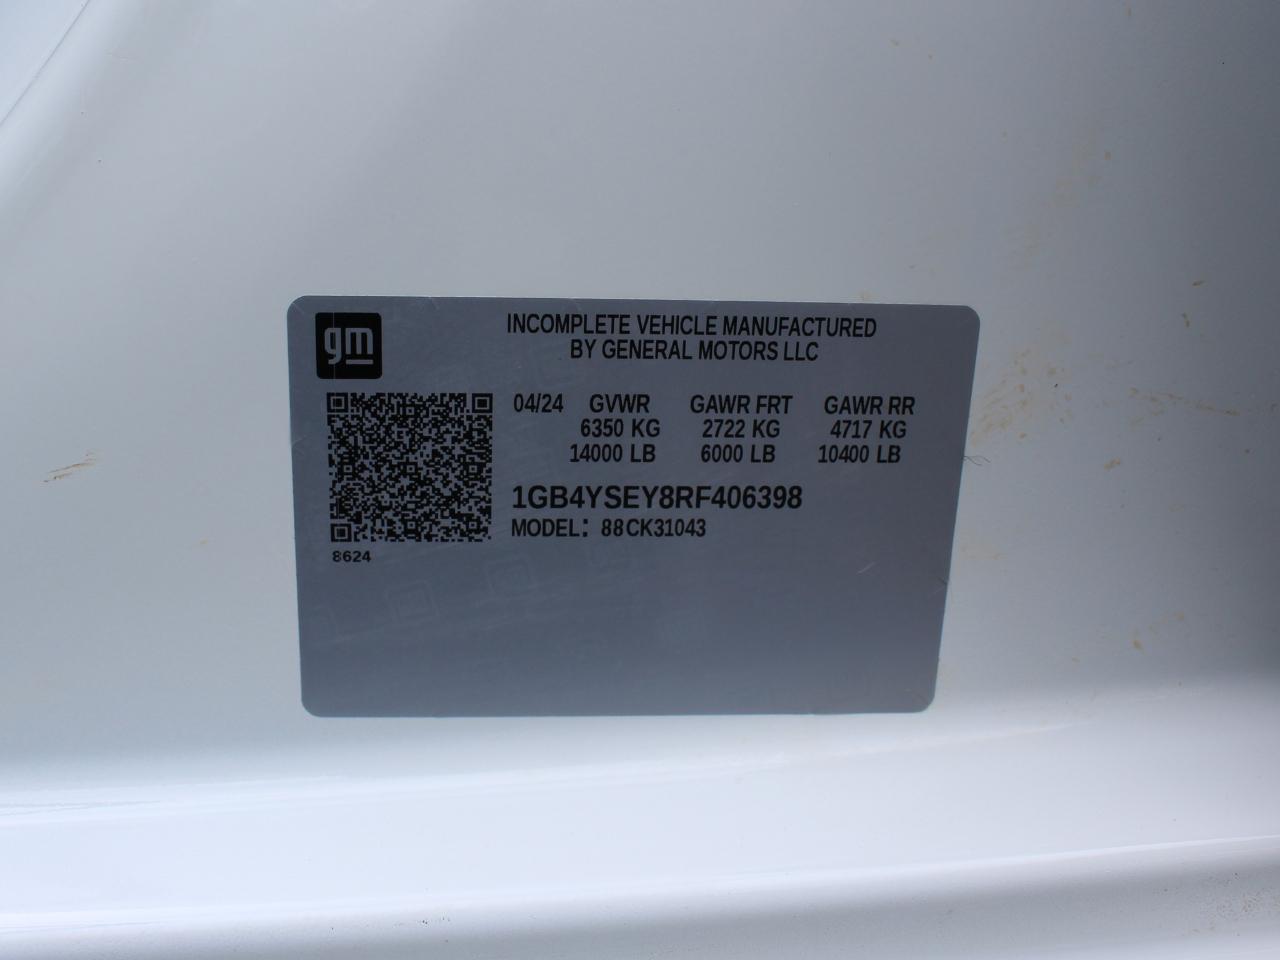 gm
INCOMPLETE VEHICLE MANUFACTURED
BY GENERAL MOTORS LLC
04/24 GVWR GAWR FRT GAWR RR
6350 KG 2722 KG 4717 KG
14000 LB 6000 LB 10400 LB
1GB4YSEY8RF406398
MODEL: 88CK31043
8624